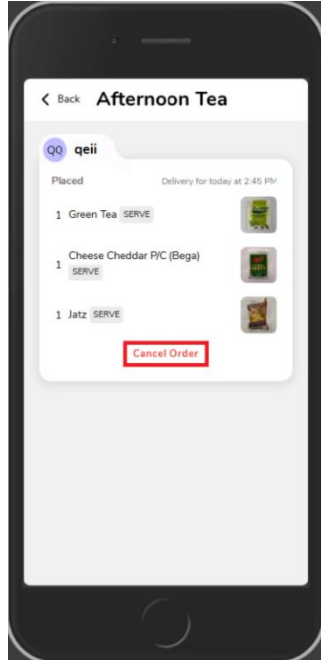 Back Afternoon Tea
QQ qeii
Placed Delivery for today at 2:45 PM
1 Green Tea SERVE
Cheese Cheddar P/C (Bega)
1
SERVE
1 Jatz SERVE
Cancel Order